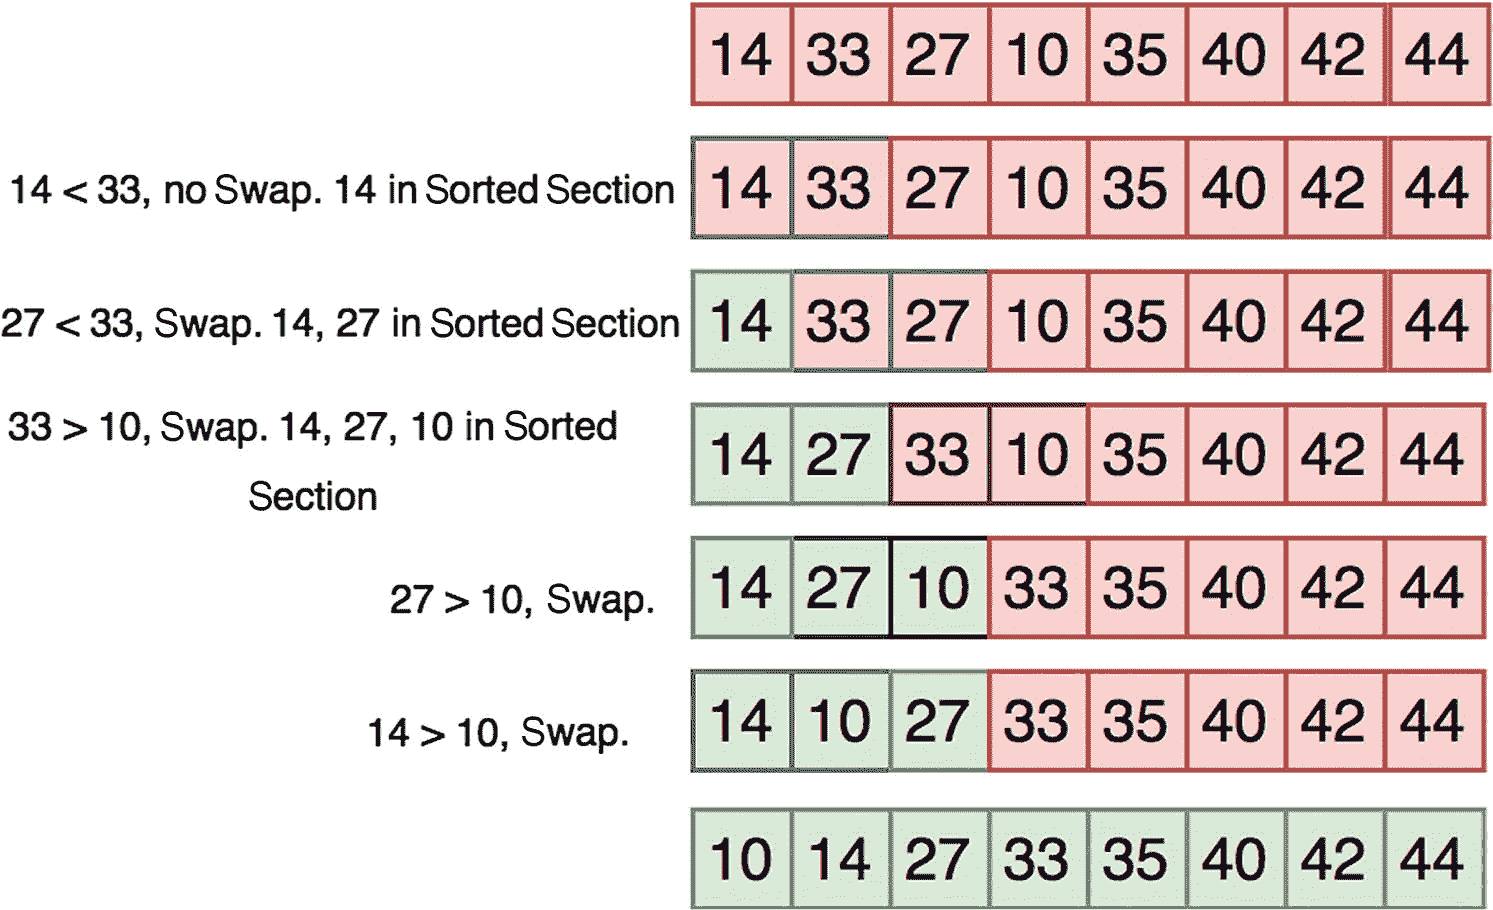 14 33 27 10 35 40 42 44
14 < 33, no Swap. 14 in Sorted Section 14 33 27 10 35 40 42 44
27 < 33, Swap. 14, 27 in Sorted Section 14 33 27 10 35 40 42 44
33 > 10, Swap. 14, 27, 10 in Sorted
Section
14 27 33 10 35 40 42 44
27 > 10, Swap. 14 27 10 33 35 40 42 44
14 > 10, Swap. 14 10 27 33 35 40 42 44
10 14 27 33 35 40 42 44